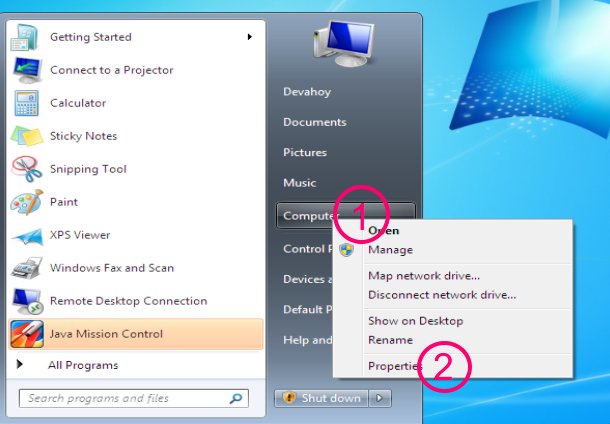 Getting Started
Connect to a Projector
Calculator
Sticky Notes
Snipping Tool
Paint
XPS Viewer
Windows Fax and Scan
Remote Desktop Connection
Java Mission Control
All Programs
Search programs and files
Devahoy
Documents
Pictures
Music
Computer
Control
Devices
Default
Help and
Shut down
1
Open
Manage
Map network drive...
Disconnect network drive...
Show on Desktop
Rename
Properties
2